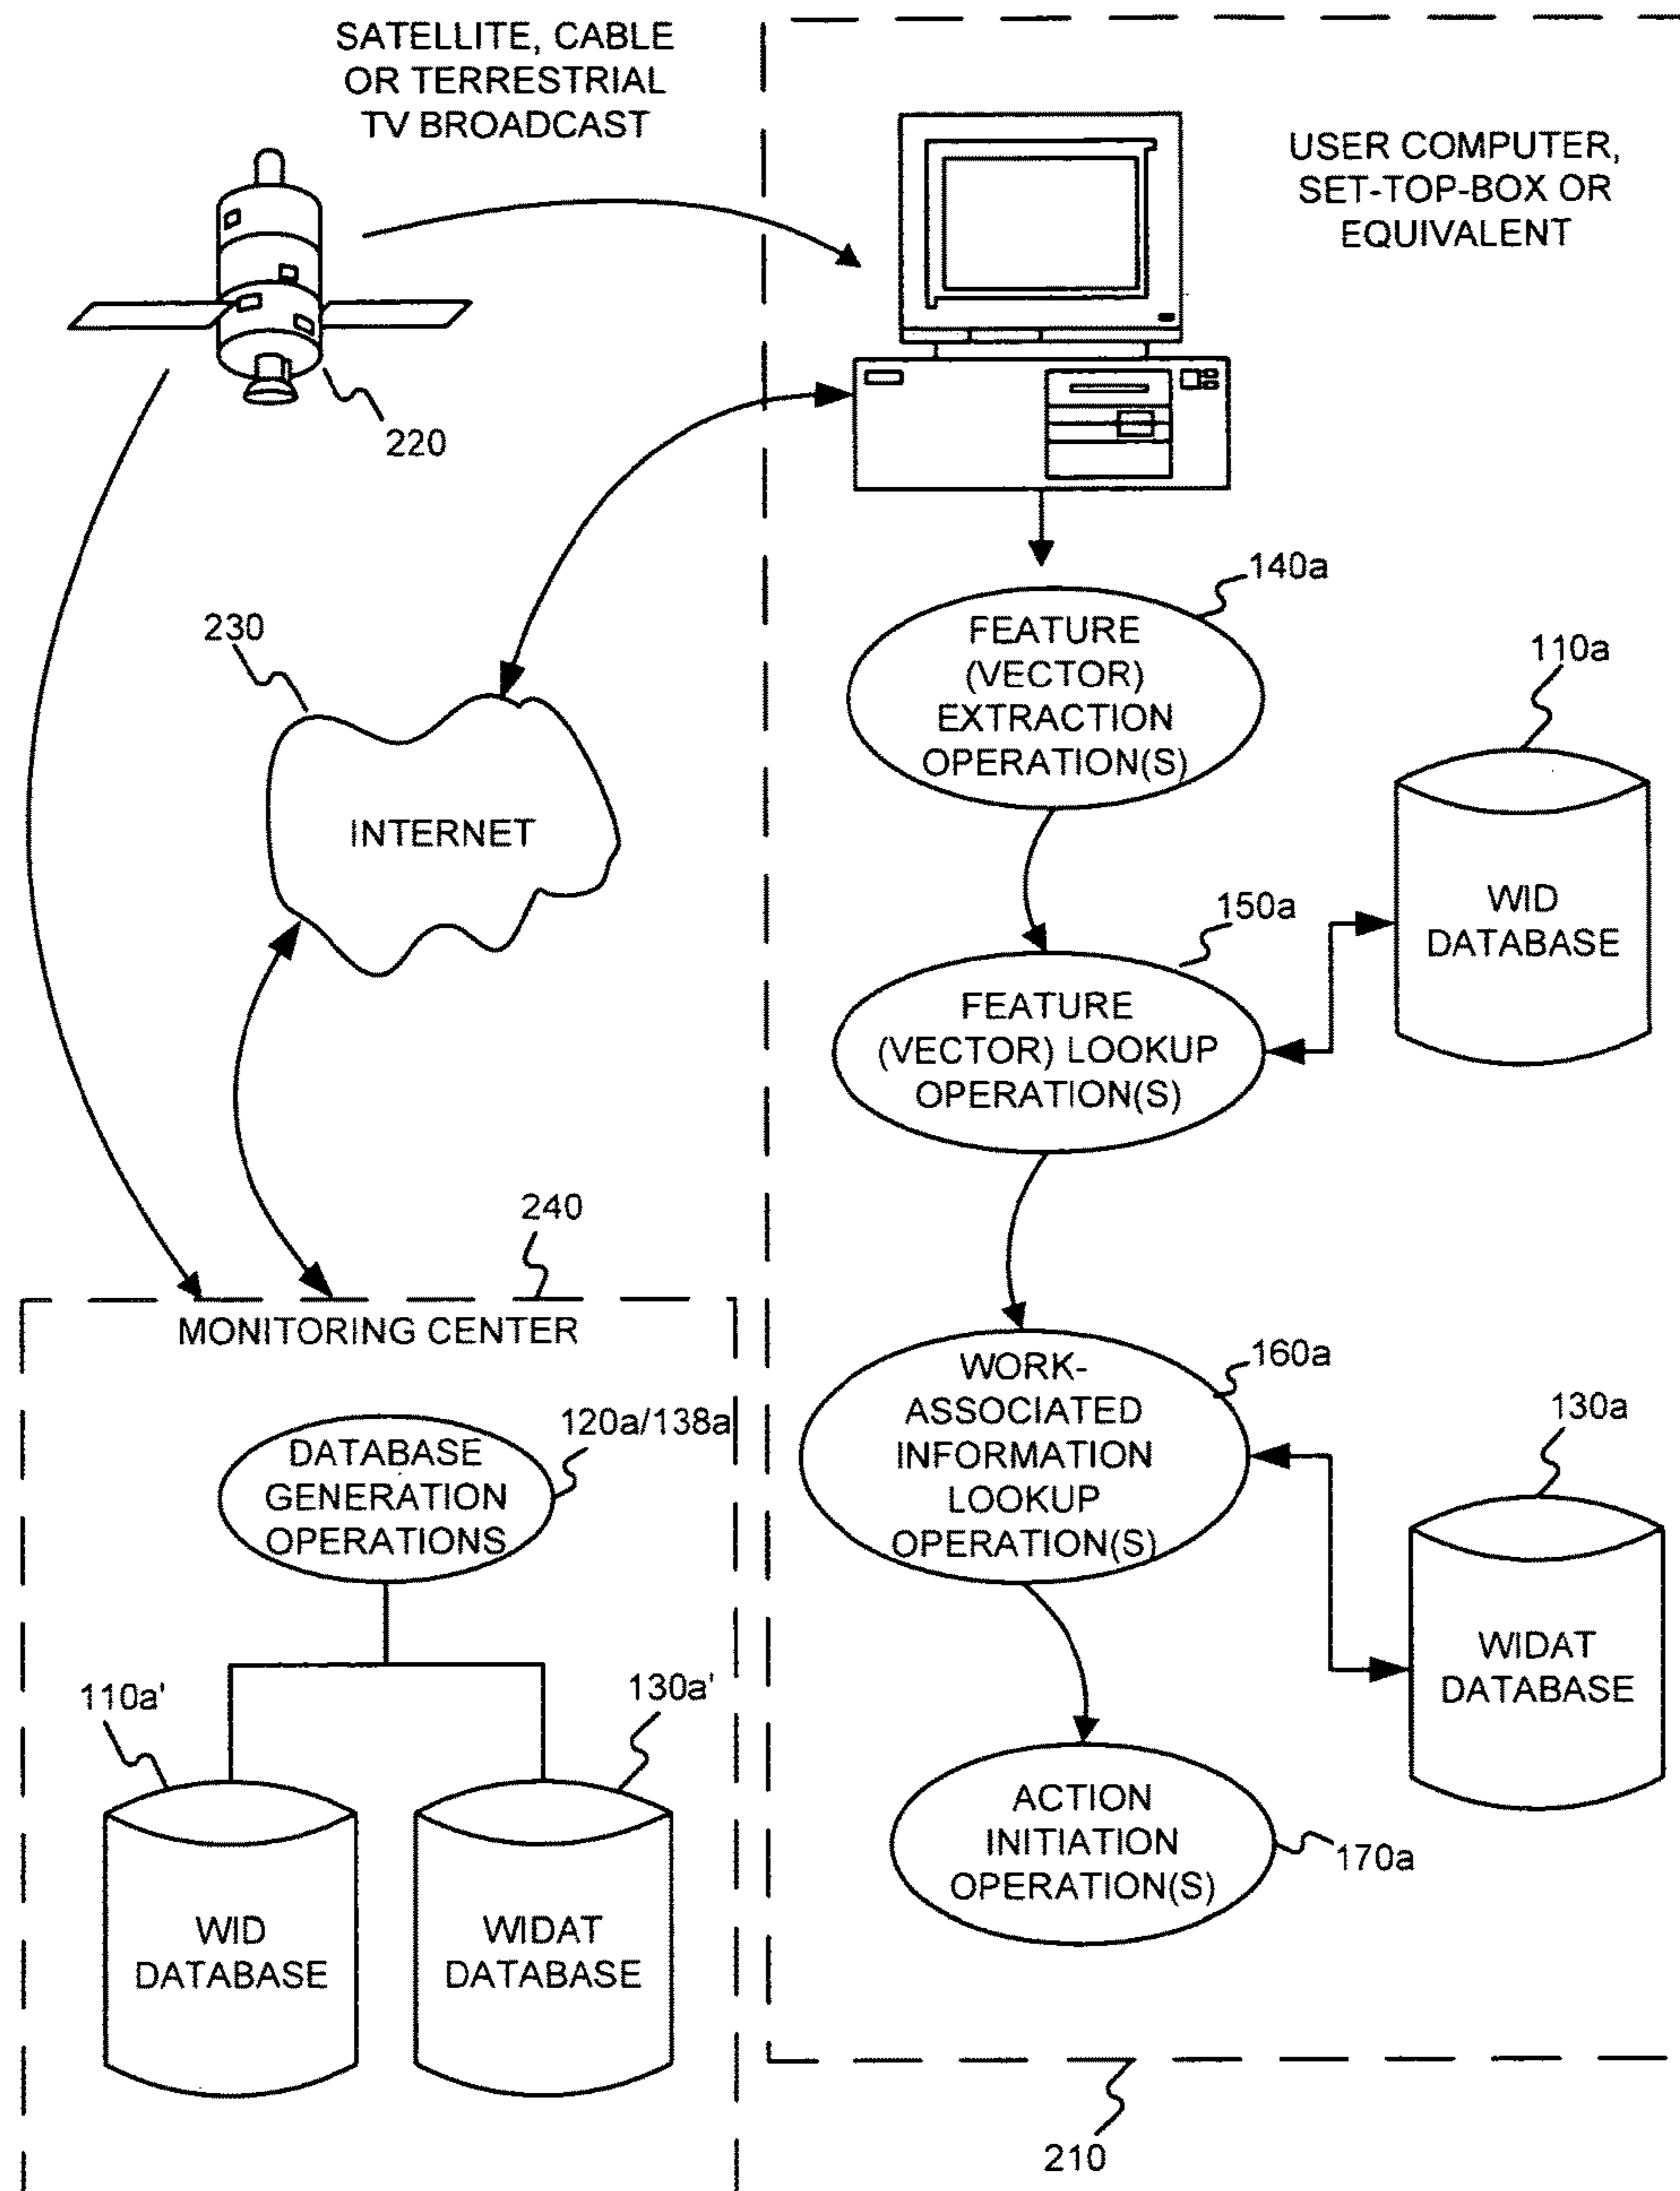 SATELLITE, CABLE
OR TERRESTRIAL
TV BROADCAST
USER COMPUTER,
SET-TOP-BOX OR
EQUIVALENT
220
140a
FEATURE
(VECTOR)
EXTRACTION
OPERATION(S)
230
110a
INTERNET
WID
DATABASE
150a
FEATURE
(VECTOR) LOOKUP
OPERATION(S)
240
MONITORING CENTER
160a
WORK-
ASSOCIATED
INFORMATION
LOOKUP
OPERATION(S)
130a
120a/138a
DATABASE
GENERATION
OPERATIONS
WIDAT
DATABASE
110a'
130a'
ACTION
INITIATION
OPERATION(S)
170a
WID
DATABASE
WIDAT
DATABASE
210